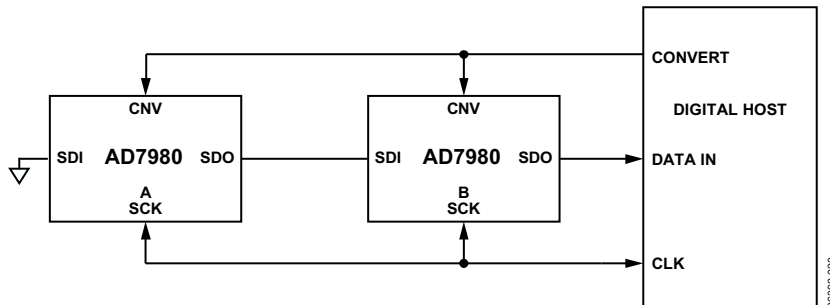 CONVERT
CNV
CNV
DIGITAL HOST
SDI AD7980 SDO
SDI AD7980 SDO
DATA IN
A
SCK
B
SCK
CLK